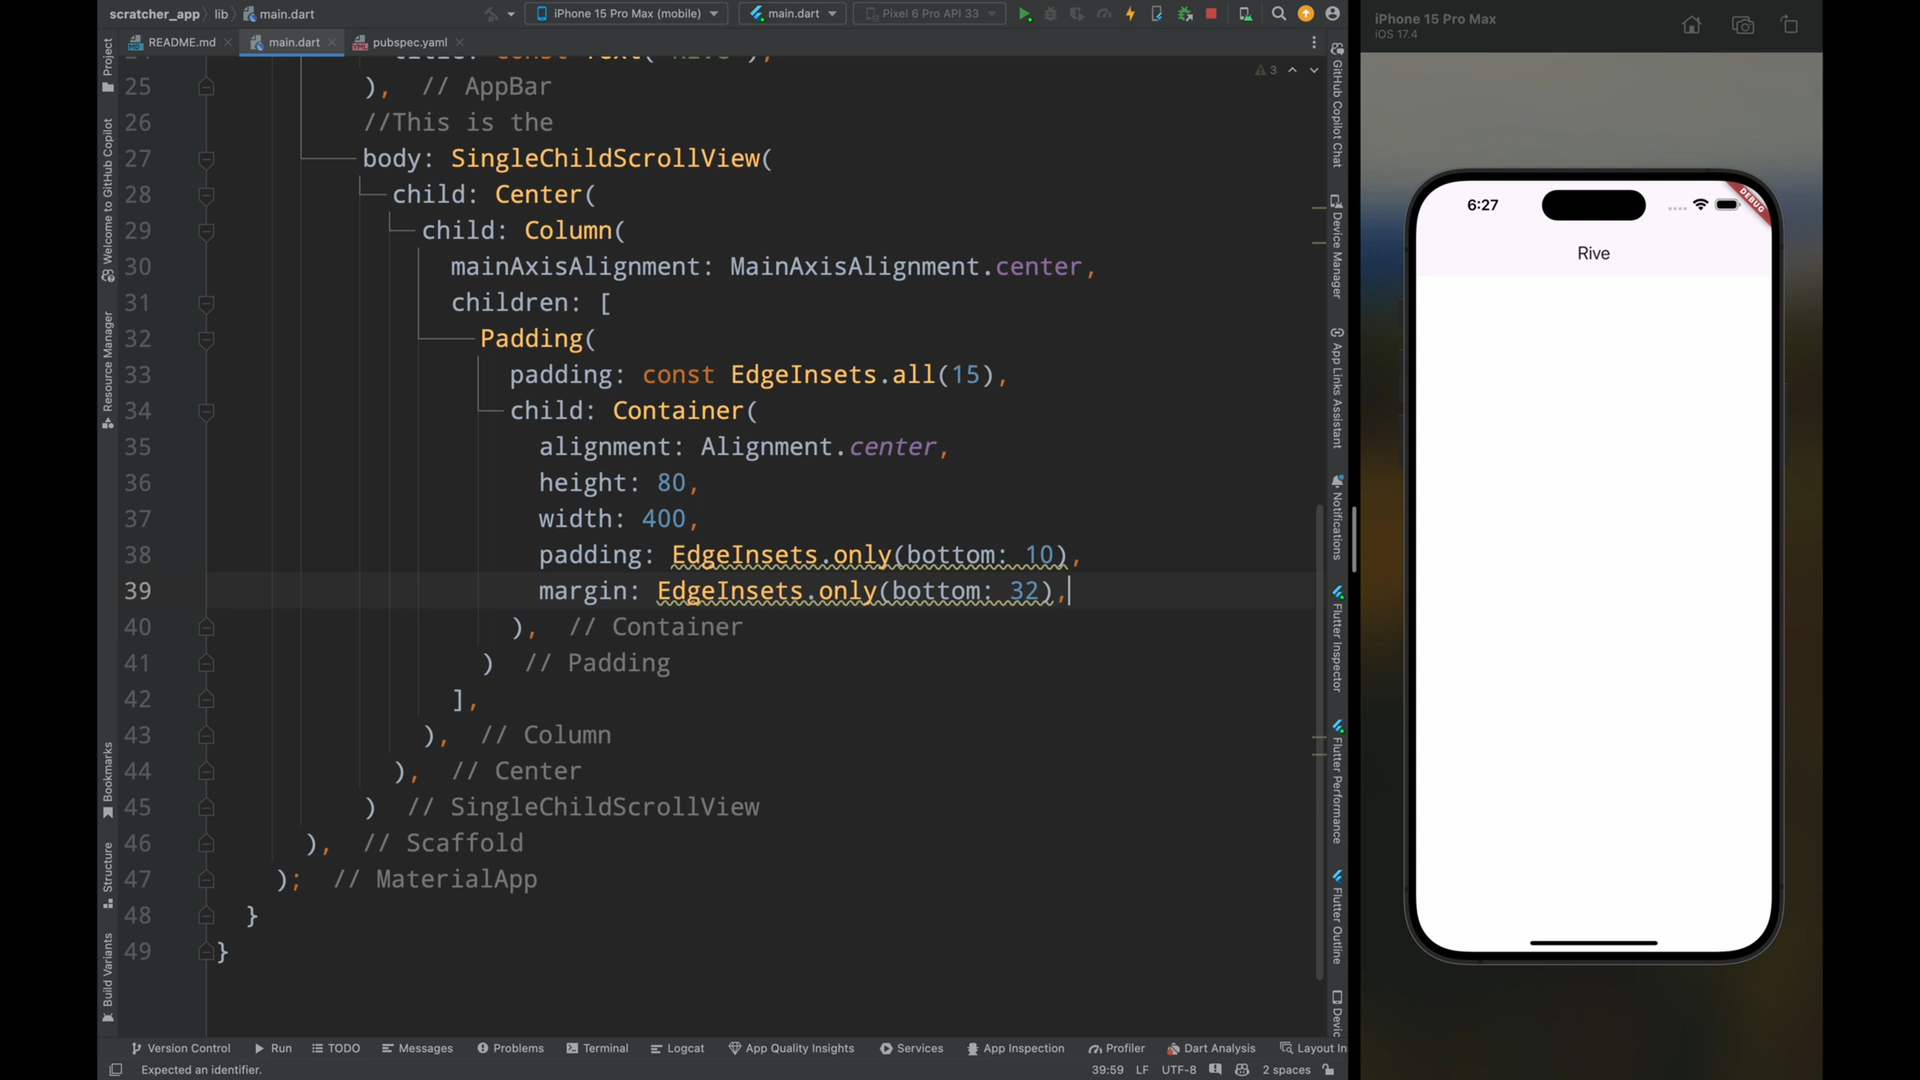 scratcher_app
lib
main.dart
iPhone 15 Pro Max (mobile)
main.dart
Pixel 6 Pro API 33
README.md
main.dart
pubspec.yaml
3
25 ), // AppBar
26 //This is the
27 body: SingleChildScrollView(
28 child: Center(
29 child: Column(
30 mainAxisAlignment: MainAxisAlignment.center,
31 children: [
32 Padding(
33 padding: const EdgeInsets.all(15),
34 child: Container(
35 alignment: Alignment.center,
36 height: 80,
37 width: 400,
38 padding: EdgeInsets.only(bottom: 10),
39 margin: EdgeInsets.only(bottom: 32),
40 ), // Container
41 ) // Padding
42 ],
43 ), // Column
44 ), // Center
45 ) // SingleChildScrollView
46 ), // Scaffold
47 ); // MaterialApp
48 }
49 }
Project
Welcome to GitHub Copilot
Resource Manager
Bookmarks
Structure
Build Variants
GitHub Copilot Chat
Device Manager
App Links Assistant
Notifications
Flutter Inspector
Flutter Performance
Flutter Outline
Version Control
Run
TODO
Messages
Problems
Terminal
Logcat
App Quality Insights
Services
App Inspection
Profiler
Dart Analysis
Layout In
Expected an identifier.
39:59
LF
UTF-8
2 spaces
iPhone 15 Pro Max
iOS 17.4
6:27
DEBUG
Rive